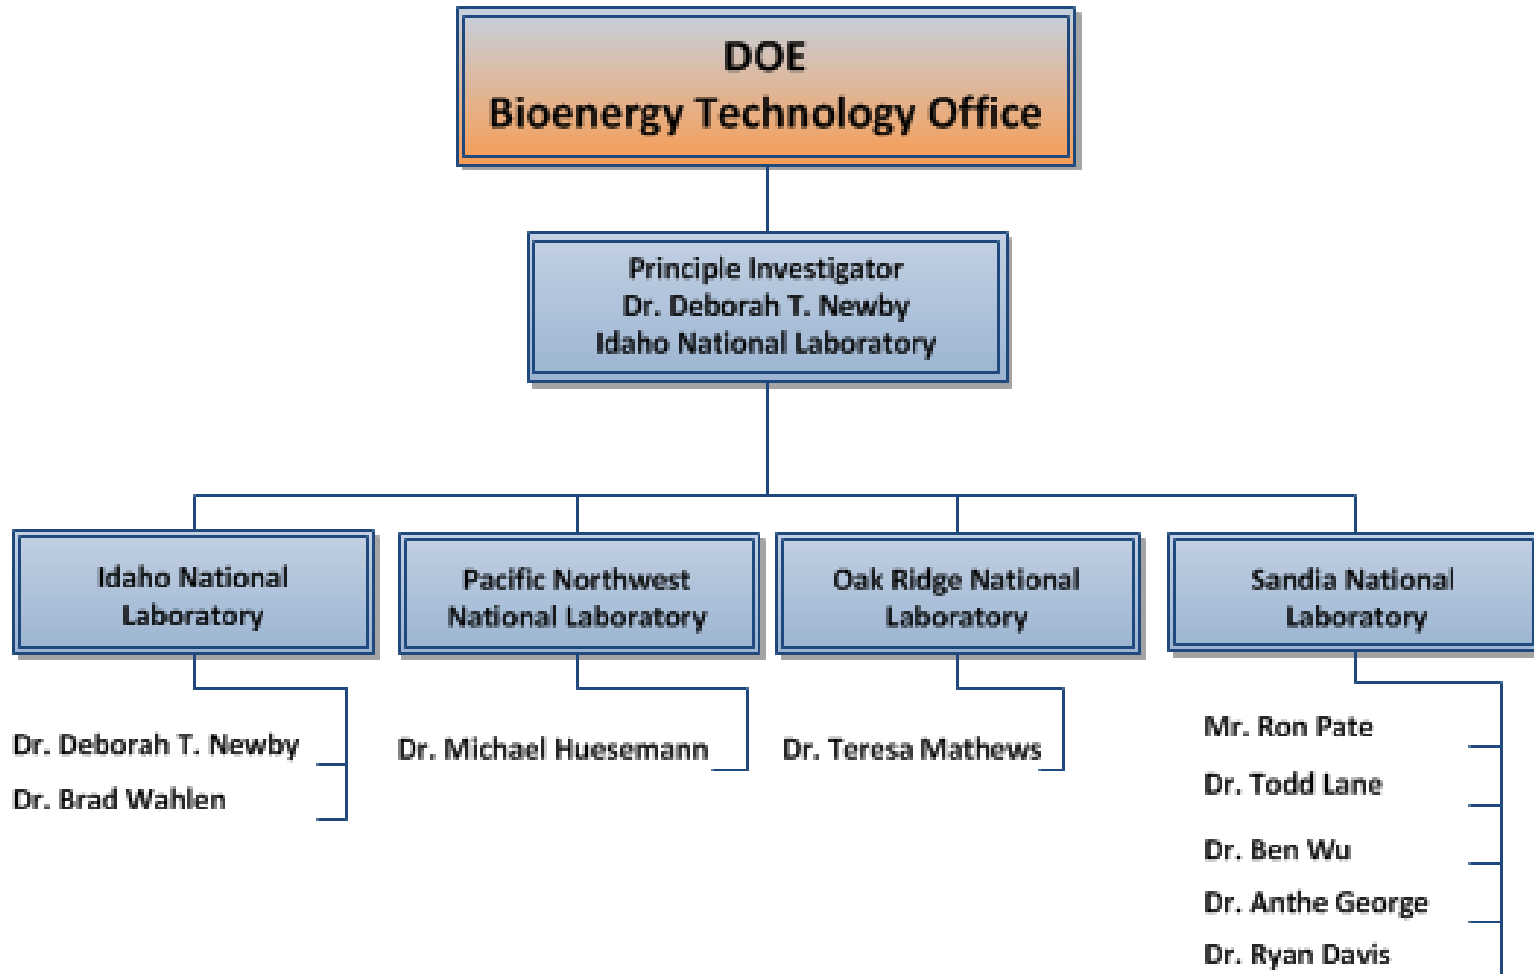 DOE
Bioenergy Technology Office
Principle Investigator
Dr. Deborah T. Newby
Idaho National Laboratory
Idaho National
Laboratory
Pacific Northwest
National Laboratory
Oak Ridge National
Laboratory
Sandia National
Laboratory
Dr. Deborah T. Newby
Dr. Brad Wahlen
Dr. Michael Huesemann
Dr. Teresa Mathews
Mr. Ron Pate
Dr. Todd Lane
Dr. Ben Wu
Dr. Anthe George
Dr. Ryan Davis